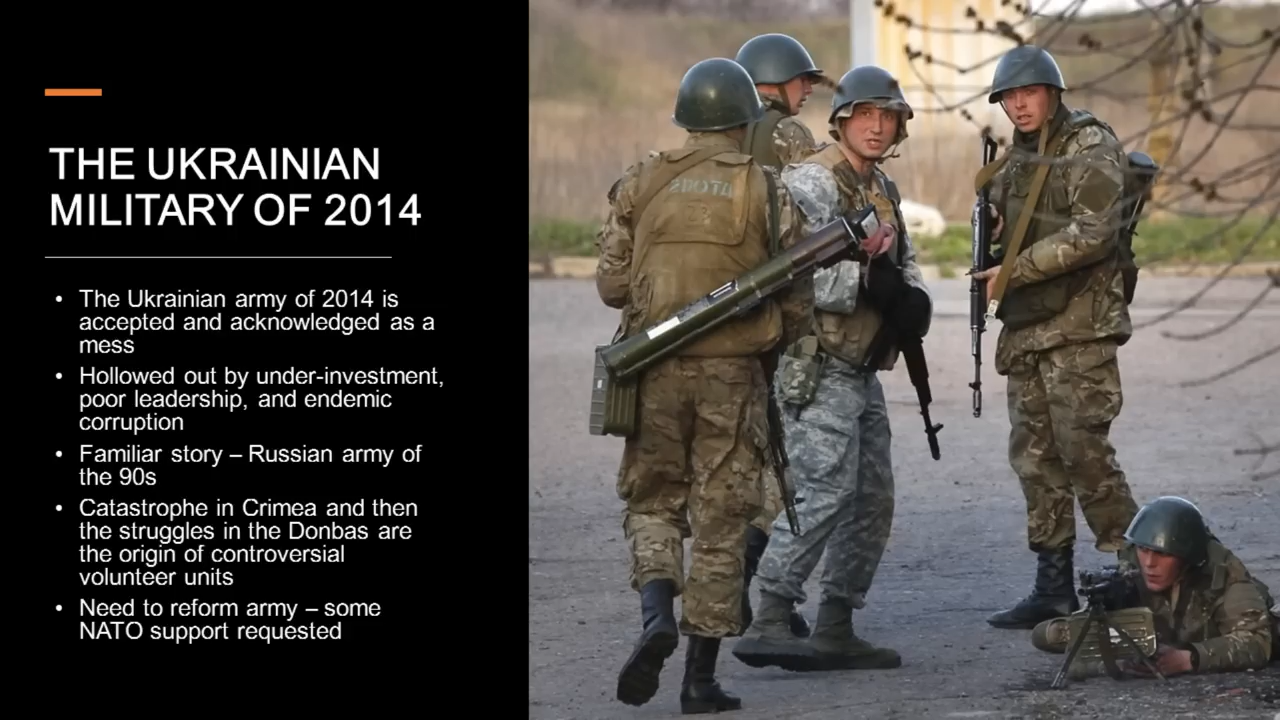 THE UKRAINIAN
MILITARY OF 2014
• The Ukrainian army of 2014 is
accepted and acknowledged as a
mess
• Hollowed out by under-investment,
poor leadership, and endemic
corruption
• Familiar story – Russian army of
the 90s
• Catastrophe in Crimea and then
the struggles in the Donbas are
the origin of controversial
volunteer units
• Need to reform army – some
NATO support requested
2РОТА